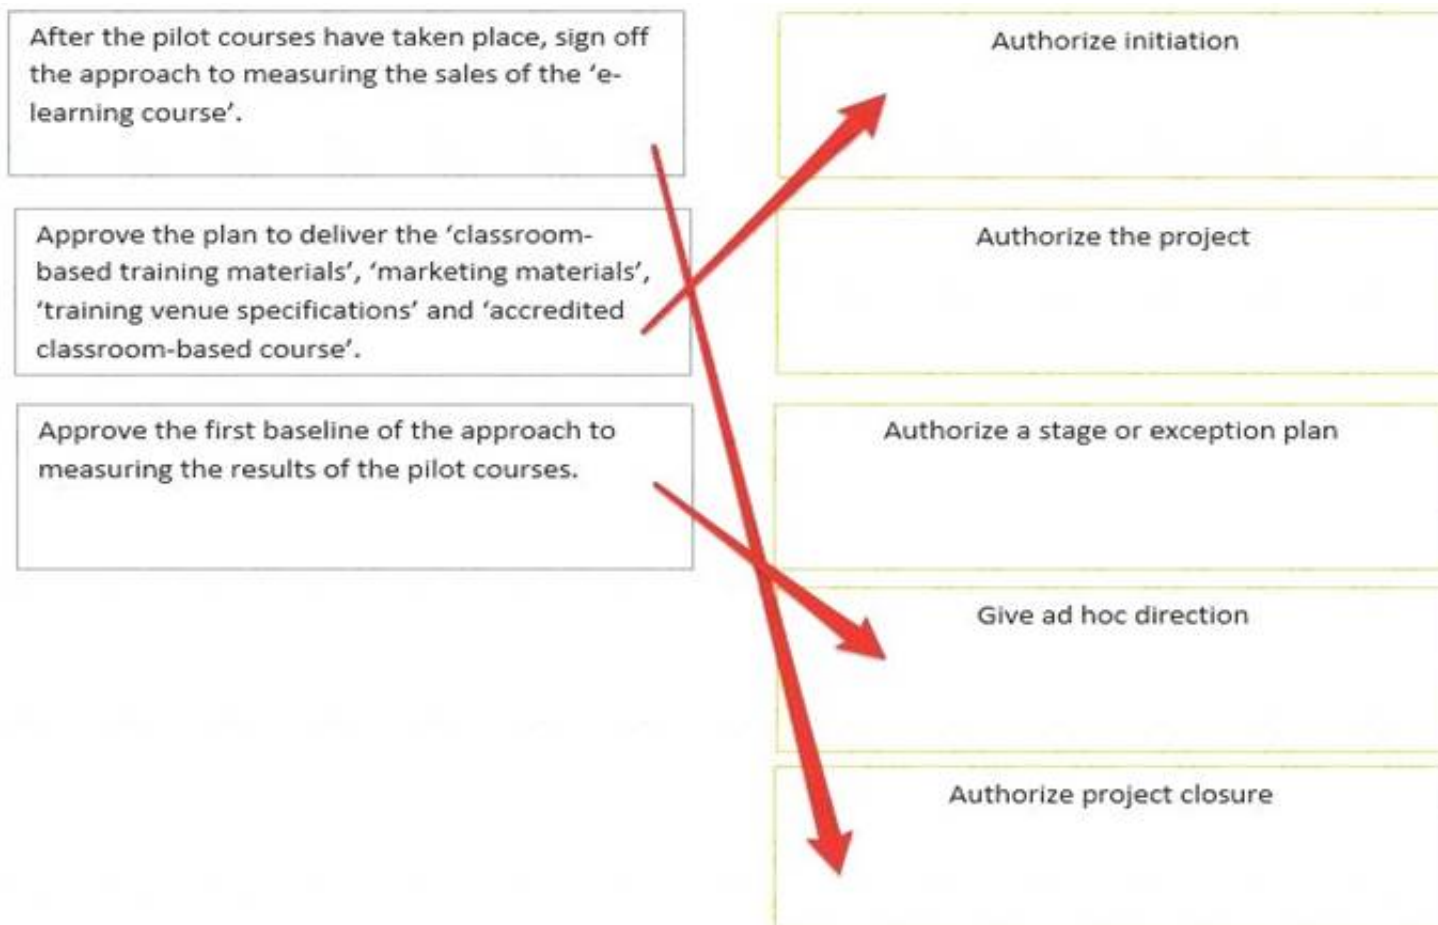 After the pilot courses have taken place, sign off
the approach to measuring the sales of the ‘e-
learning course’.
Approve the plan to deliver the ‘classroom-
based training materials’, ‘marketing materials’,
‘training venue specifications’ and ‘accredited
classroom-based course’.
Approve the first baseline of the approach to
measuring the results of the pilot courses.
Authorize initiation
Authorize the project
Authorize a stage or exception plan
Give ad hoc direction
Authorize project closure